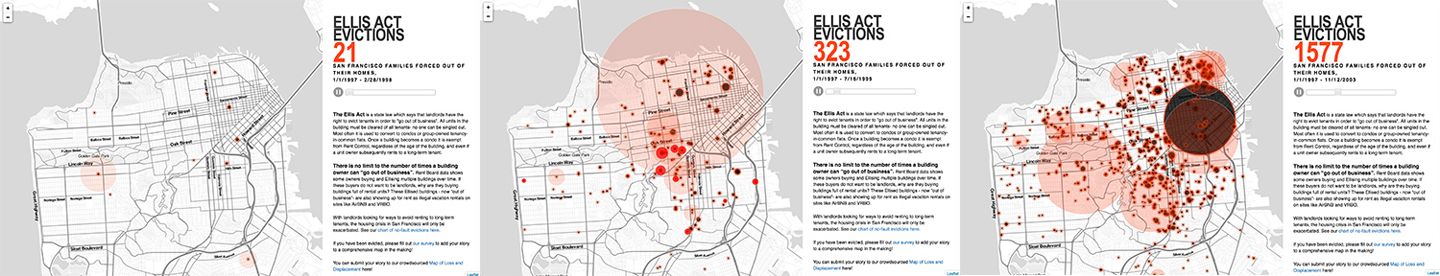 Presidio
Pine Street
Oak Street
Fulton Street
Golden Gate Park
Lincoln Way
Noriega Street
Noriega Street
Great Highway
Sloat Boulevard
ELLIS ACT
EVICTIONS
21
SAN FRANCISCO FAMILIES FORCED OUT OF
THEIR HOMES,
1/1/1997 - 2/28/1998
The Ellis Act is a state law which says that landlords have
the right to evict tenants in order to "go out of business". All
units in the
building must be cleared of all tenants- no one can be singled out.
Most often it is used to convert to condos or group-owned tenancy-
in-common flats. Once a building becomes a condo it is exempt
from Rent Control, regardless of the age of the building, and even if
a unit owner subsequently rents to a long-term tenant.
There is no limit to the number of times a building
owner can "go out of business". Rent Board data shows
some owners buying and Ellising multiple buildings over time. If
these buyers do not want to be landlords, why are they buying
buildings full of rental units? These Ellised buildings - now "out of
business"- are also showing up for rent as illegal vacation rentals on
sites like AirBNB and VRBO.
With landlords looking for ways to avoid renting to long-term
tenants, the housing crisis in San Francisco will only be
exacerbated. See our chart of no-fault evictions here.
If you have been evicted, please fill out our survey to add your story
to a comprehensive map in the making!
You can submit your story to our crowdsourced Map of Loss and
Displacement here!
Leaflet
Presidio
Pine Street
Oak Street
Fulton Street
Golden Gate Park
Lincoln Way
Noriega Street
Great Highway
Sloat Boulevard
ELLIS ACT
EVICTIONS
323
SAN FRANCISCO FAMILIES FORCED OUT OF
THEIR HOMES,
1/1/1997 - 7/16/1999
The Ellis Act is a state law which says that landlords have the
right to evict tenants in order to "go out of business". All units in the
building must be cleared of all tenants- no one can be singled out.
Most often it is used to convert to condos or group-owned tenancy-
in-common flats. Once a building becomes a condo it is exempt
from Rent Control, regardless of the age of the building, and even if
a unit owner subsequently rents to a long-term tenant.
There is no limit to the number of times a building
owner can "go out of business". Rent Board data shows
some owners buying and Ellising multiple buildings over time. If
these buyers do not want to be landlords, why are they buying
buildings full of rental units? These Ellised buildings - now "out of
business"- are also showing up for rent as illegal vacation rentals on
sites like AirBNB and VRBO.
With landlords looking for ways to avoid renting to long-term
tenants, the housing crisis in San Francisco will only be
exacerbated. See our chart of no-fault evictions here.
If you have been evicted, please fill out our survey to add your story
to a comprehensive map in the making!
You can submit your story to our crowdsourced Map of Loss and
Displacement here!
Leaflet
Pine Street
Lincoln Way
Great Highway
Sloat Boulevard
ELLIS ACT
EVICTIONS
1577
SAN FRANCISCO FAMILIES FORCED OUT OF
THEIR HOMES,
1/1/1997 - 11/12/2003
The Ellis Act is a state law which says that landlords have the
right to evict tenants in order to "go out of business". All units in the
building must be cleared of all tenants- no one can be singled out.
Most often it is used to convert to condos or group-owned tenancy-
in-common flats. Once a building becomes a condo it is exempt
from Rent Control, regardless of the age of the building, and even if
a unit owner subsequently rents to a long-term tenant.
There is no limit to the number of times a building
owner can "go out of business". Rent Board data shows
some owners buying and Ellising multiple buildings over time. If
these buyers do not want to be landlords, why are they buying
buildings full of rental units? These Ellised buildings - now "out of
business"- are also showing up for rent as illegal vacation rentals on
sites like AirBNB and VRBO.
With landlords looking for ways to avoid renting to long-term
tenants, the housing crisis in San Francisco will only be
exacerbated. See our chart of no-fault evictions here.
If you have been evicted, please fill out our survey to add your story
to a comprehensive map in the making!
You can submit your story to our crowdsourced Map of Loss and
Displacement here!
Leaflet